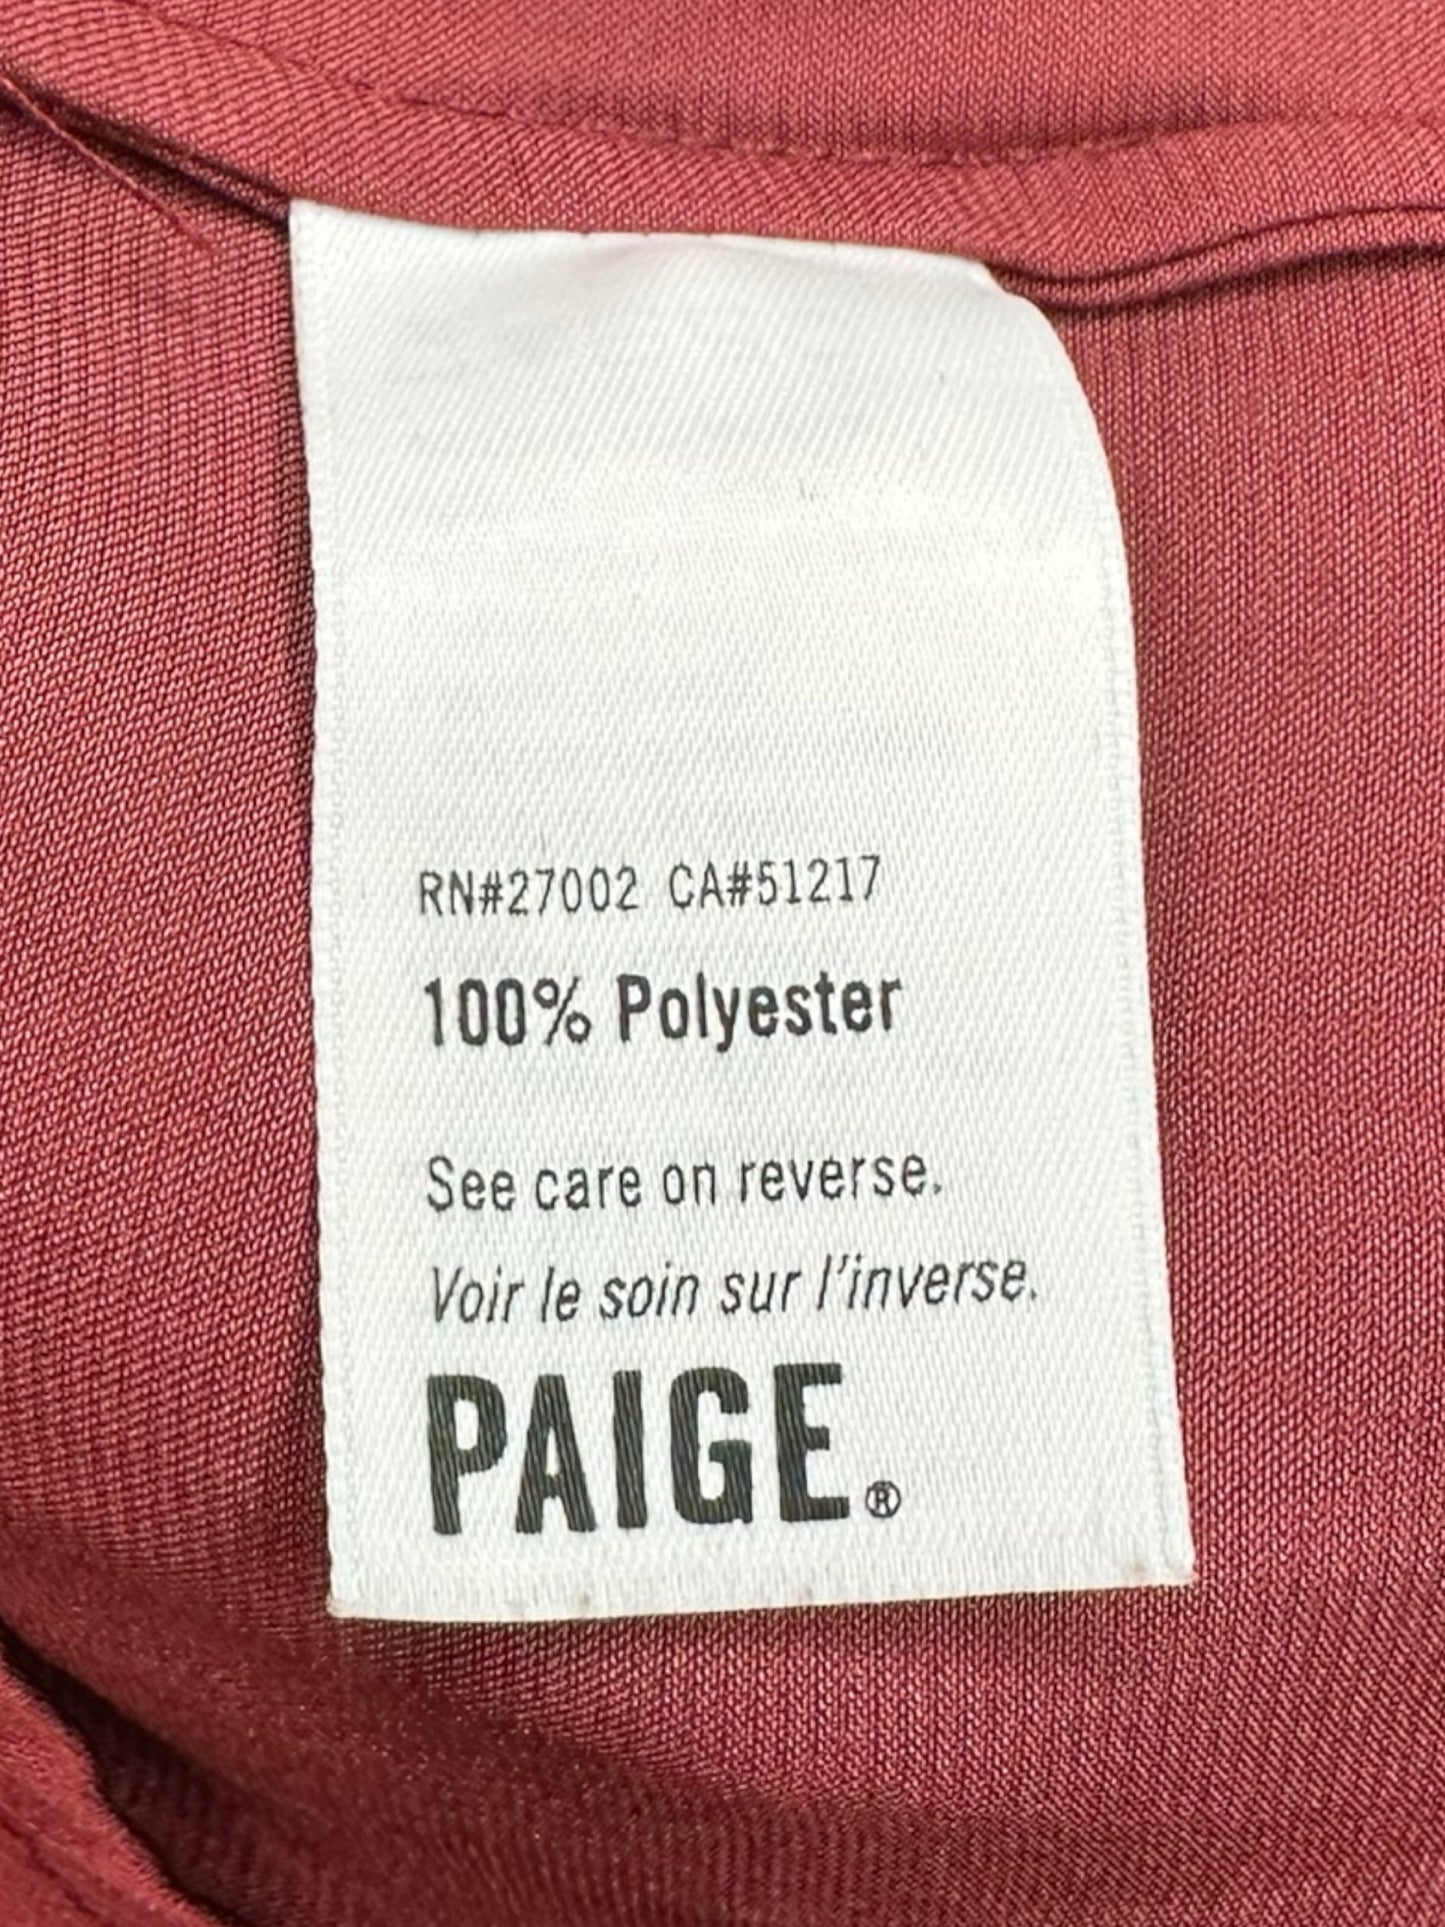 RN#27002 CA#51217
100% Polyester
See care on reverse.
Voir le soin sur l'inverse.
PAIGE®